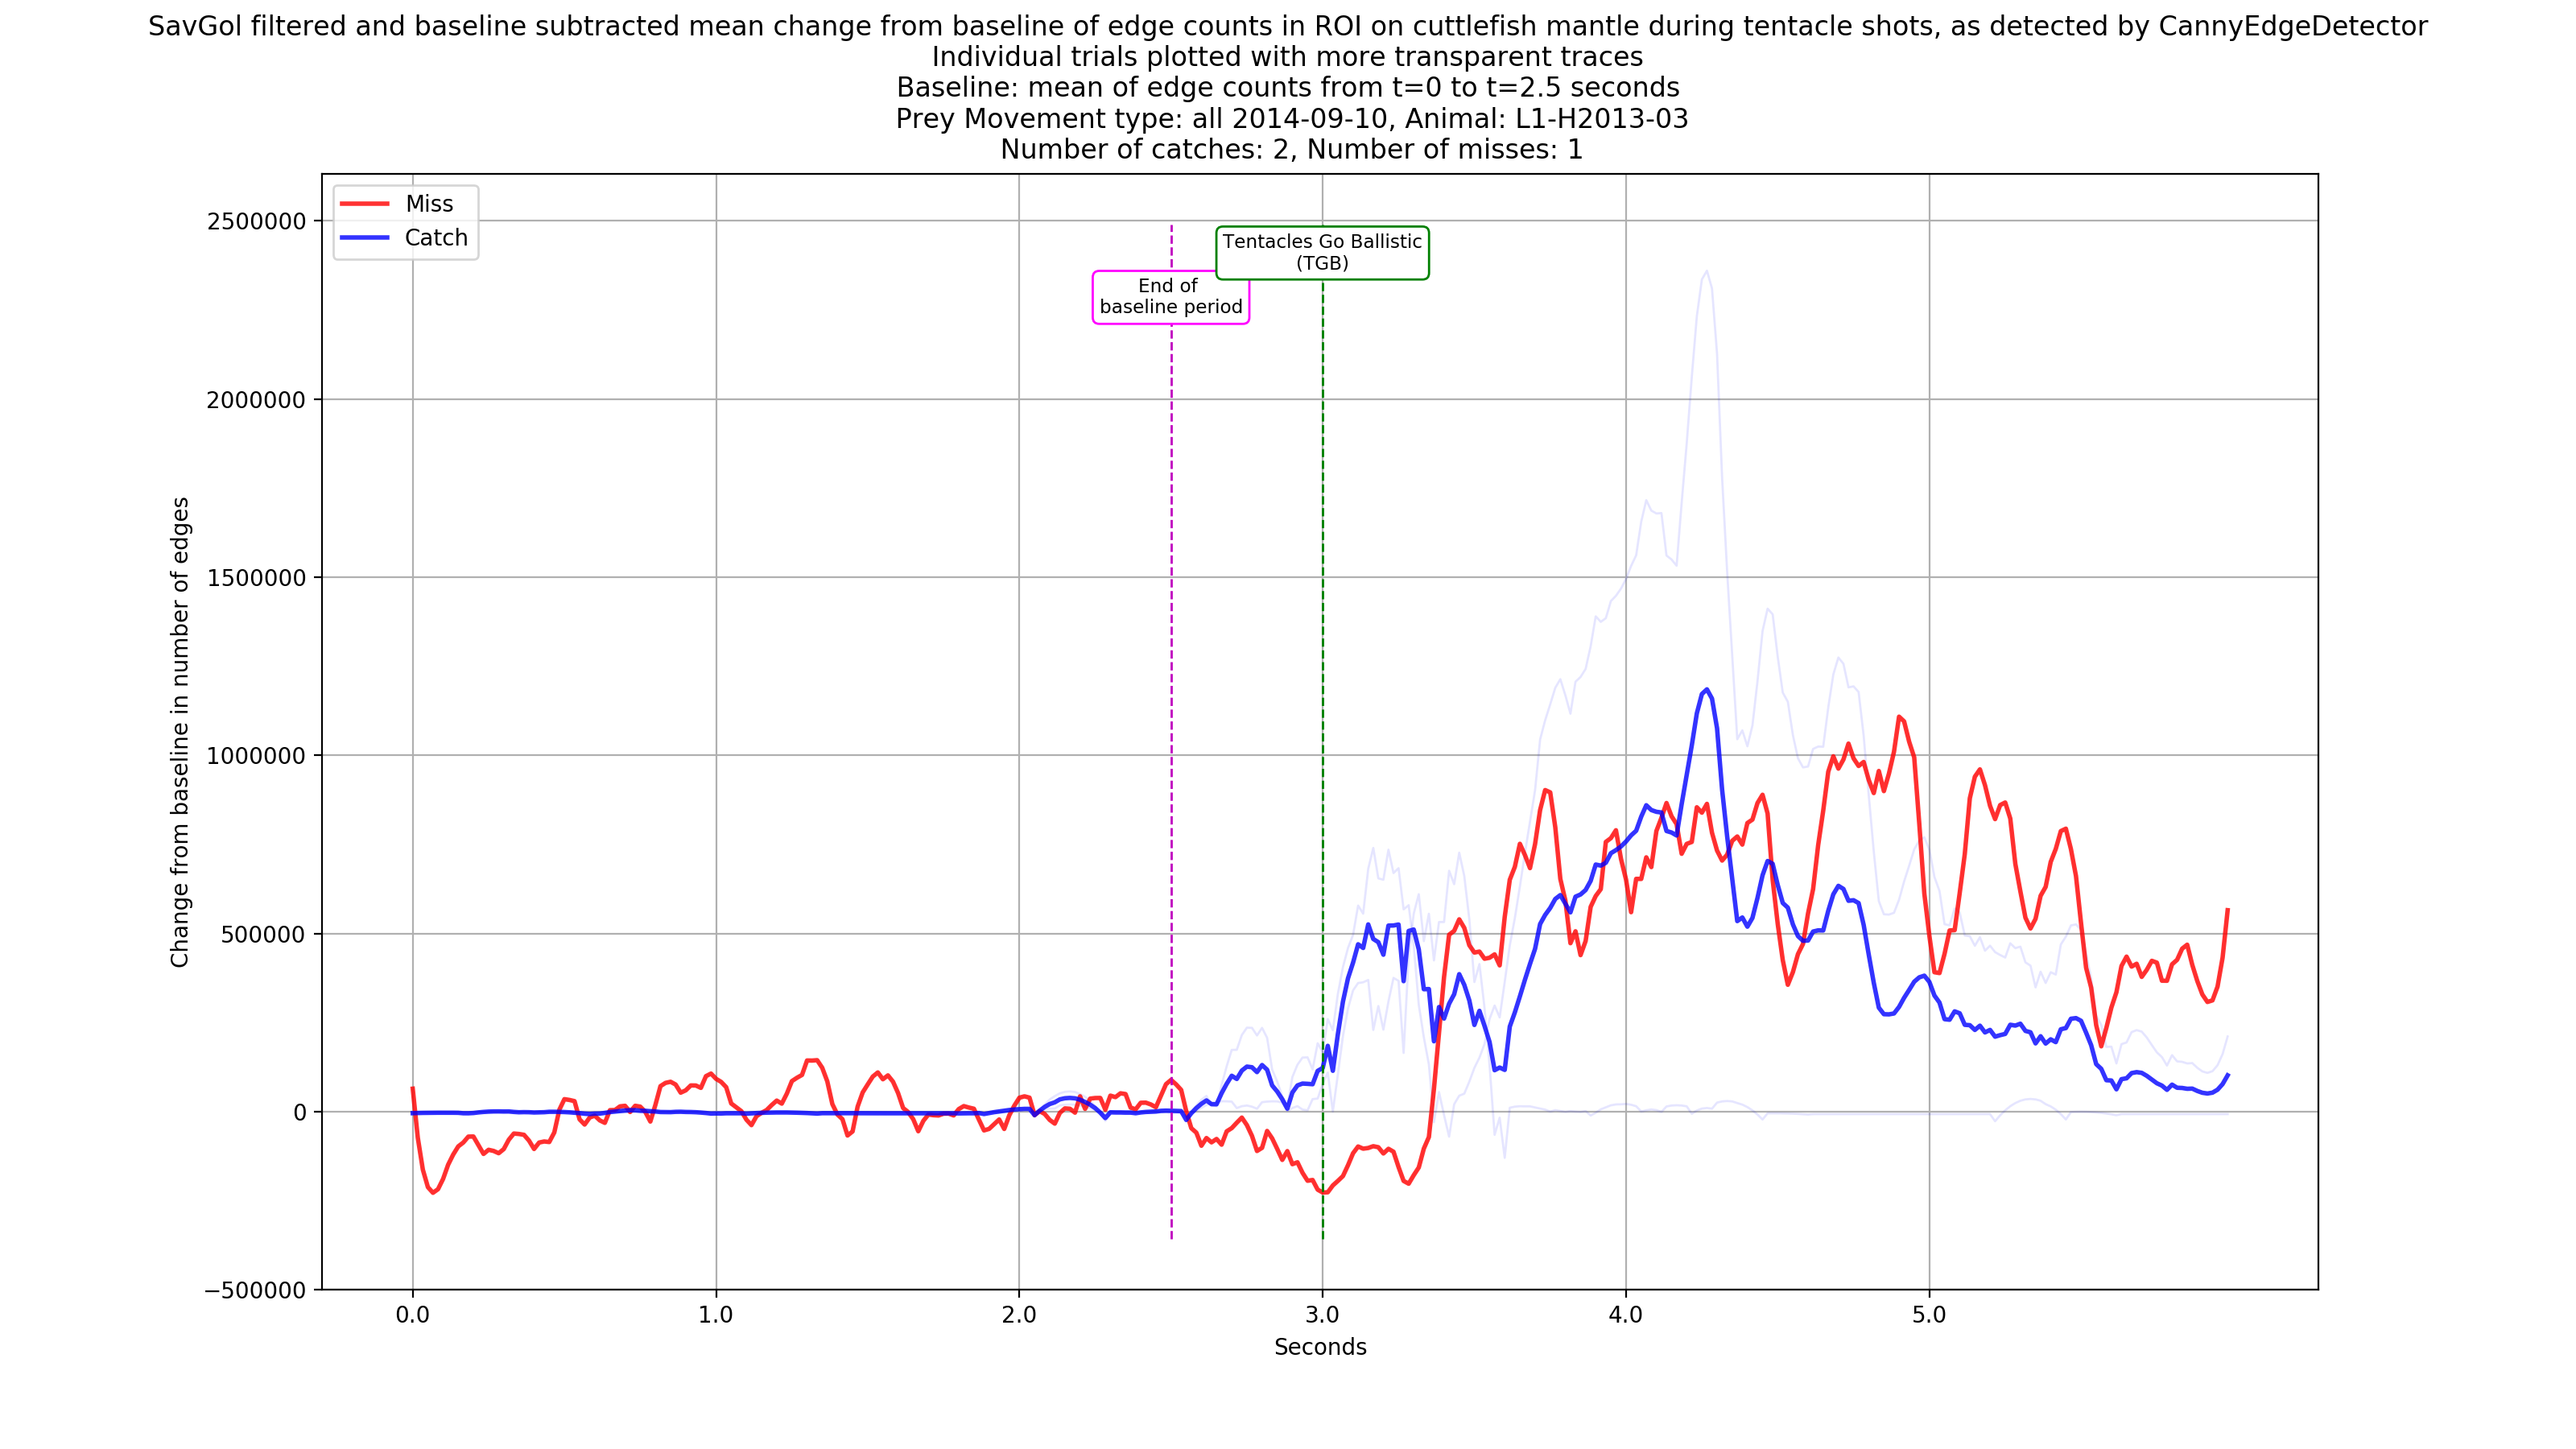 SavGol filtered and baseline subtracted mean change from baseline of edge counts in ROI on cuttlefish mantle during tentacle shots, as detected by CannyEdgeDetector
Individual trials plotted with more transparent traces
Baseline: mean of edge counts from t=0 to t=2.5 seconds
Prey Movement type: all 2014-09-10, Animal: L1-H2013-03
Number of catches: 2, Number of misses: 1
Miss
Catch
Tentacles Go Ballistic
(TGB)
End of
baseline period
Change from baseline in number of edges
2500000
2000000
1500000
1000000
500000
0
−500000
0.0
1.0
2.0
3.0
4.0
5.0
Seconds